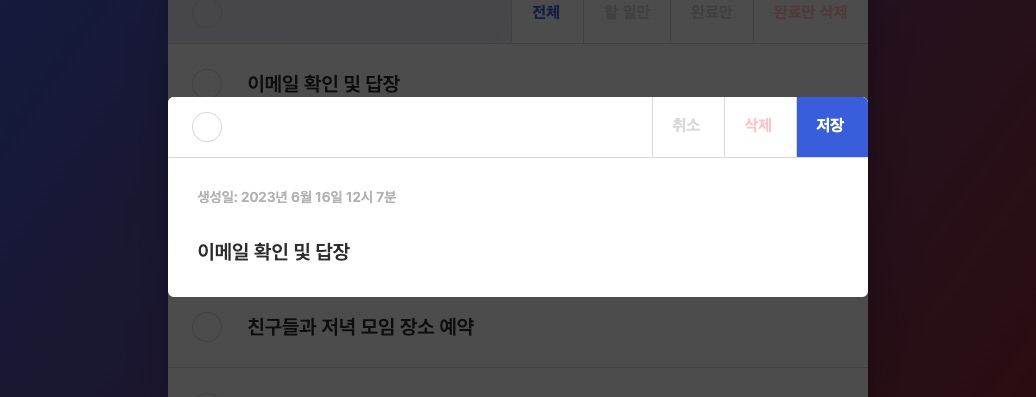 전체 할 일만 완료만 완료만 삭제
이메일 확인 및 답장
취소 삭제 저장
생성일: 2023년 6월 16일 12시 7분
이메일 확인 및 답장
친구들과 저녁 모임 장소 예약